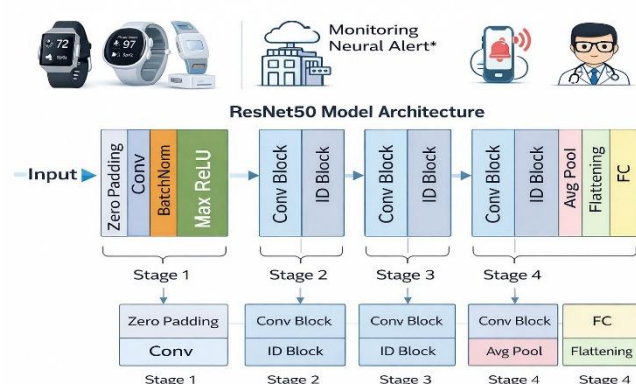 72
97
Monitoring
Neural Alert*
ResNet50 Model Architecture
Input
Zero Padding
Conv
BatchNorm
Max ReLU
Conv Block
ID Block
Conv Block
ID Block
Conv Block
ID Block
Avg Pool
Flattening
FC
Stage 1
Stage 2
Stage 3
Stage 4
Zero Padding
Conv Block
Conv Block
Conv Block
FC
Conv
ID Block
ID Block
Avg Pool
Flattening
Stage 1
Stage 2
Stage 3
Stage 4
Stage 4